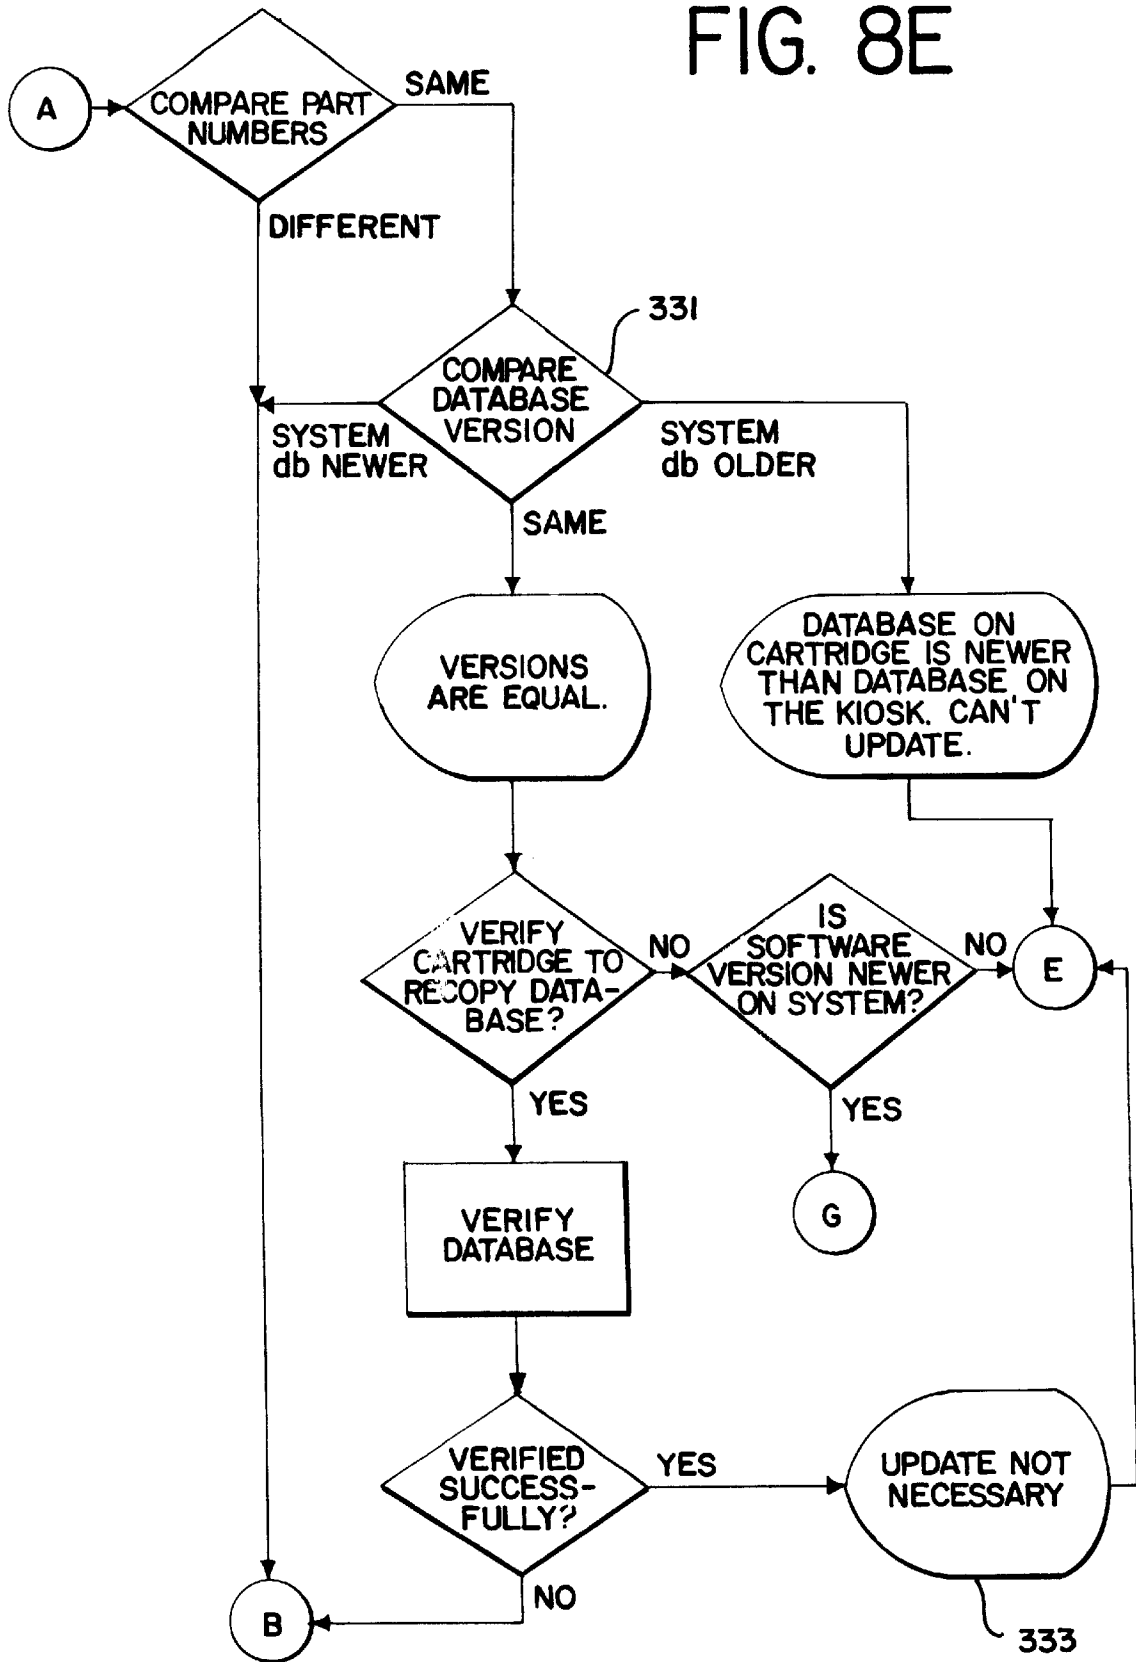 FIG. 8E
A
COMPARE PART
NUMBERS
SAME
DIFFERENT
331
COMPARE
DATABASE
VERSION
SYSTEM
db NEWER
SYSTEM
db OLDER
SAME
VERSIONS
ARE EQUAL.
DATABASE ON
CARTRIDGE IS NEWER
THAN DATABASE ON
THE KIOSK. CAN'T
UPDATE.
VERIFY
CARTRIDGE TO
RECOPY DATA-
BASE?
NO
IS
SOFTWARE
VERSION NEWER
ON SYSTEM?
NO
E
YES
YES
G
VERIFY
DATABASE
VERIFIED
SUCCESS-
FULLY?
YES
UPDATE NOT
NECESSARY
NO
B
333